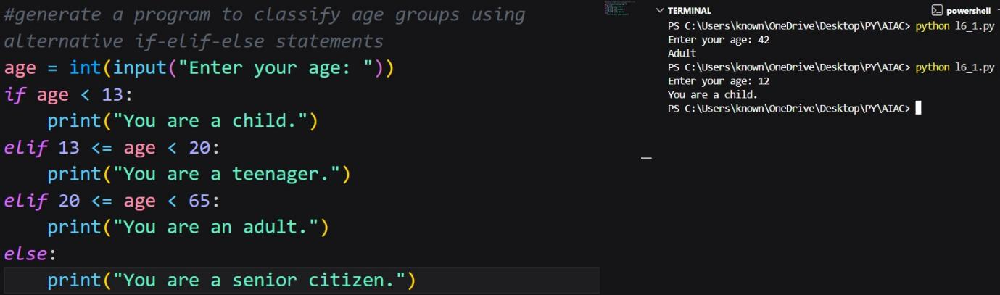 #generate a program to classify age groups using
alternative if-elif-else statements
age = int(input("Enter your age: "))
if age < 13:
    print("You are a child.")
elif 13 <= age < 20:
    print("You are a teenager.")
elif 20 <= age < 65:
    print("You are an adult.")
else:
    print("You are a senior citizen.")
TERMINAL
powershell
PS C:\Users\known\OneDrive\Desktop\PY\AIAC> python l6_1.py
Enter your age: 42
Adult
PS C:\Users\known\OneDrive\Desktop\PY\AIAC> python l6_1.py
Enter your age: 12
You are a child.
PS C:\Users\known\OneDrive\Desktop\PY\AIAC>